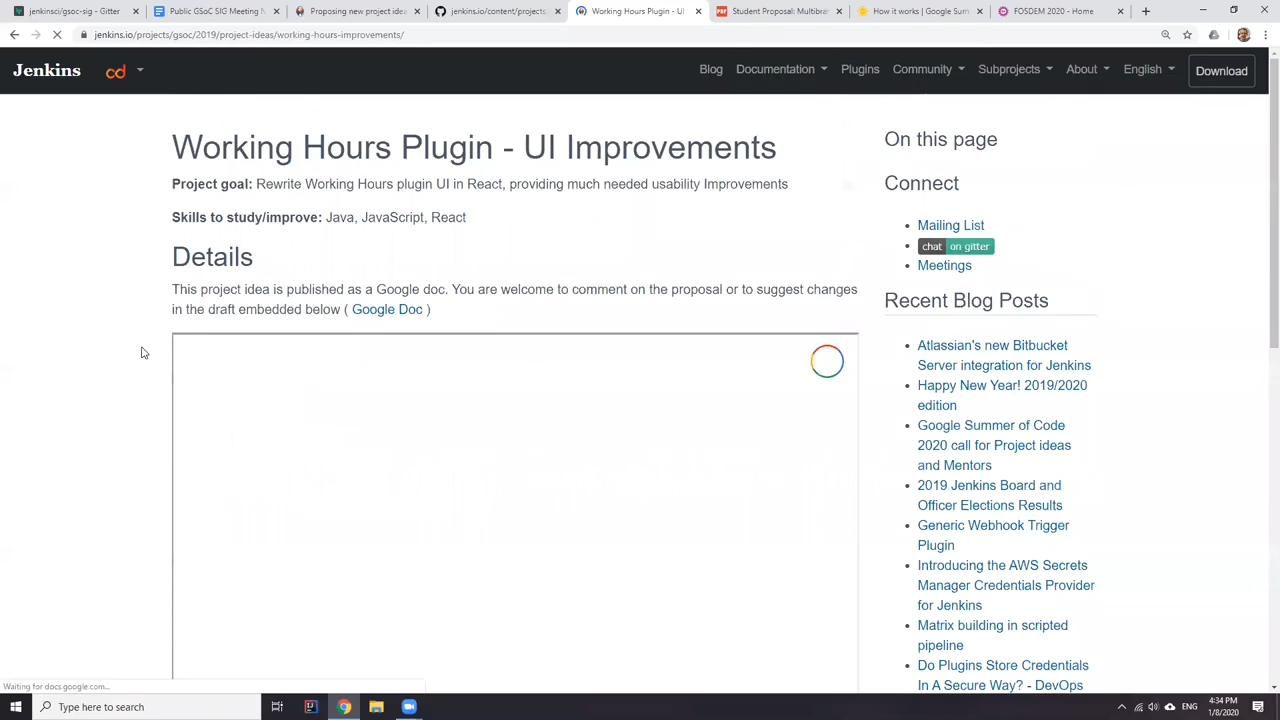 jenkinsci/gsoc-sig - Gitter
Public GSoC SIG Meeting N
Proposing new project idea
jenkins.io/content/projects
Working Hours Plugin - UI
Student Proposal: Multibra
How it works | Google Sum
FOSDEM 2020 - Home
jenkins.io/projects/gsoc/2019/project-ideas/working-hours-improvements/
Jenkins
cd
Blog
Documentation
Plugins
Community
Subprojects
About
English
Download
Working Hours Plugin - UI Improvements
Project goal: Rewrite Working Hours plugin UI in React, providing much needed usability Improvements
Skills to study/improve: Java, JavaScript, React
Details
This project idea is published as a Google doc. You are welcome to comment on the proposal or to suggest changes
in the draft embedded below ( Google Doc )
On this page
Connect
Mailing List
chat on gitter
Meetings
Recent Blog Posts
Atlassian's new Bitbucket
Server integration for Jenkins
Happy New Year! 2019/2020
edition
Google Summer of Code
2020 call for Project ideas
and Mentors
2019 Jenkins Board and
Officer Elections Results
Generic Webhook Trigger
Plugin
Introducing the AWS Secrets
Manager Credentials Provider
for Jenkins
Matrix building in scripted
pipeline
Do Plugins Store Credentials
In A Secure Way? - DevOps
Waiting for docs.google.com...
Type here to search
ENG
4:34 PM
1/8/2020